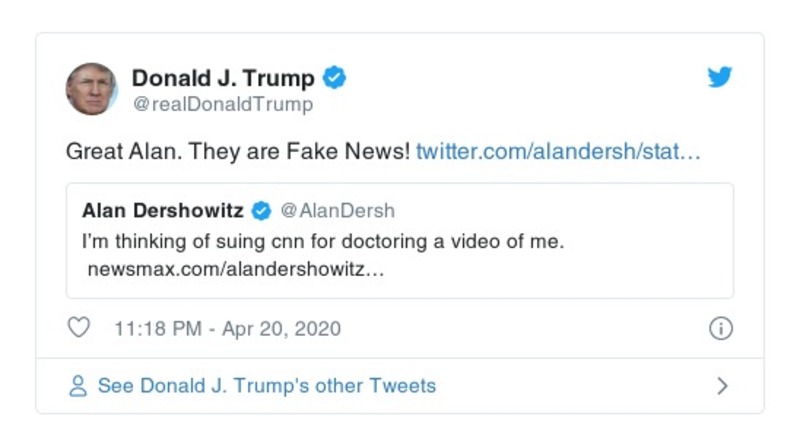 Donald J. Trump
@realDonaldTrump
Great Alan. They are Fake News! twitter.com/alandersh/stat…
Alan Dershowitz @AlanDersh
I'm thinking of suing cnn for doctoring a video of me.
newsmax.com/alandershowitz…
11:18 PM - Apr 20, 2020
See Donald J. Trump's other Tweets